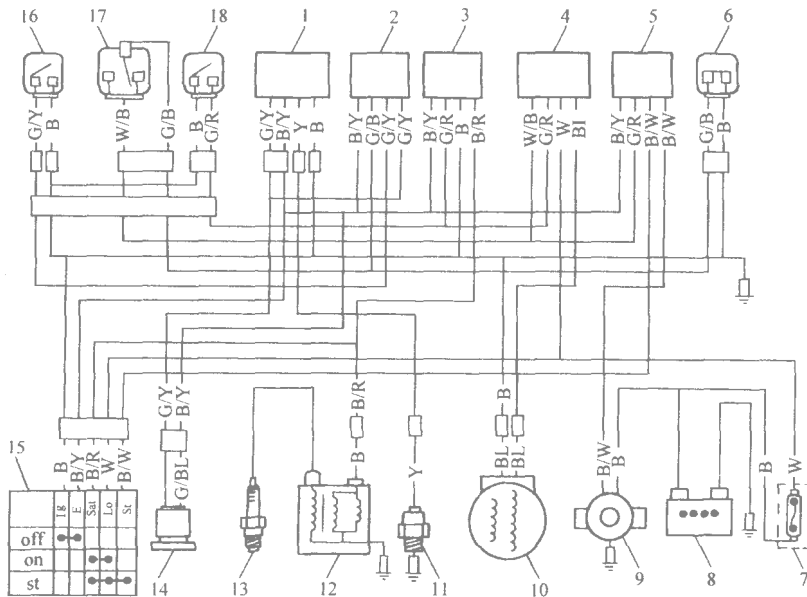 16 17 18 1 2 3 4 5 6
G/Y B W/B G/B B G/R G/Y B/Y Y B B/Y G/B G/Y G/Y B/Y G/R B B/R W/B G/R W Bl B/Y G/R B/W B/W G/B B
G/Y B/Y B/R B
B B/Y B/R W B/W
G/BL B Y BL BL B/W B B W
15
Ig E Sat Lo St
off
on
st
14 13 12 11 10 9 8 7